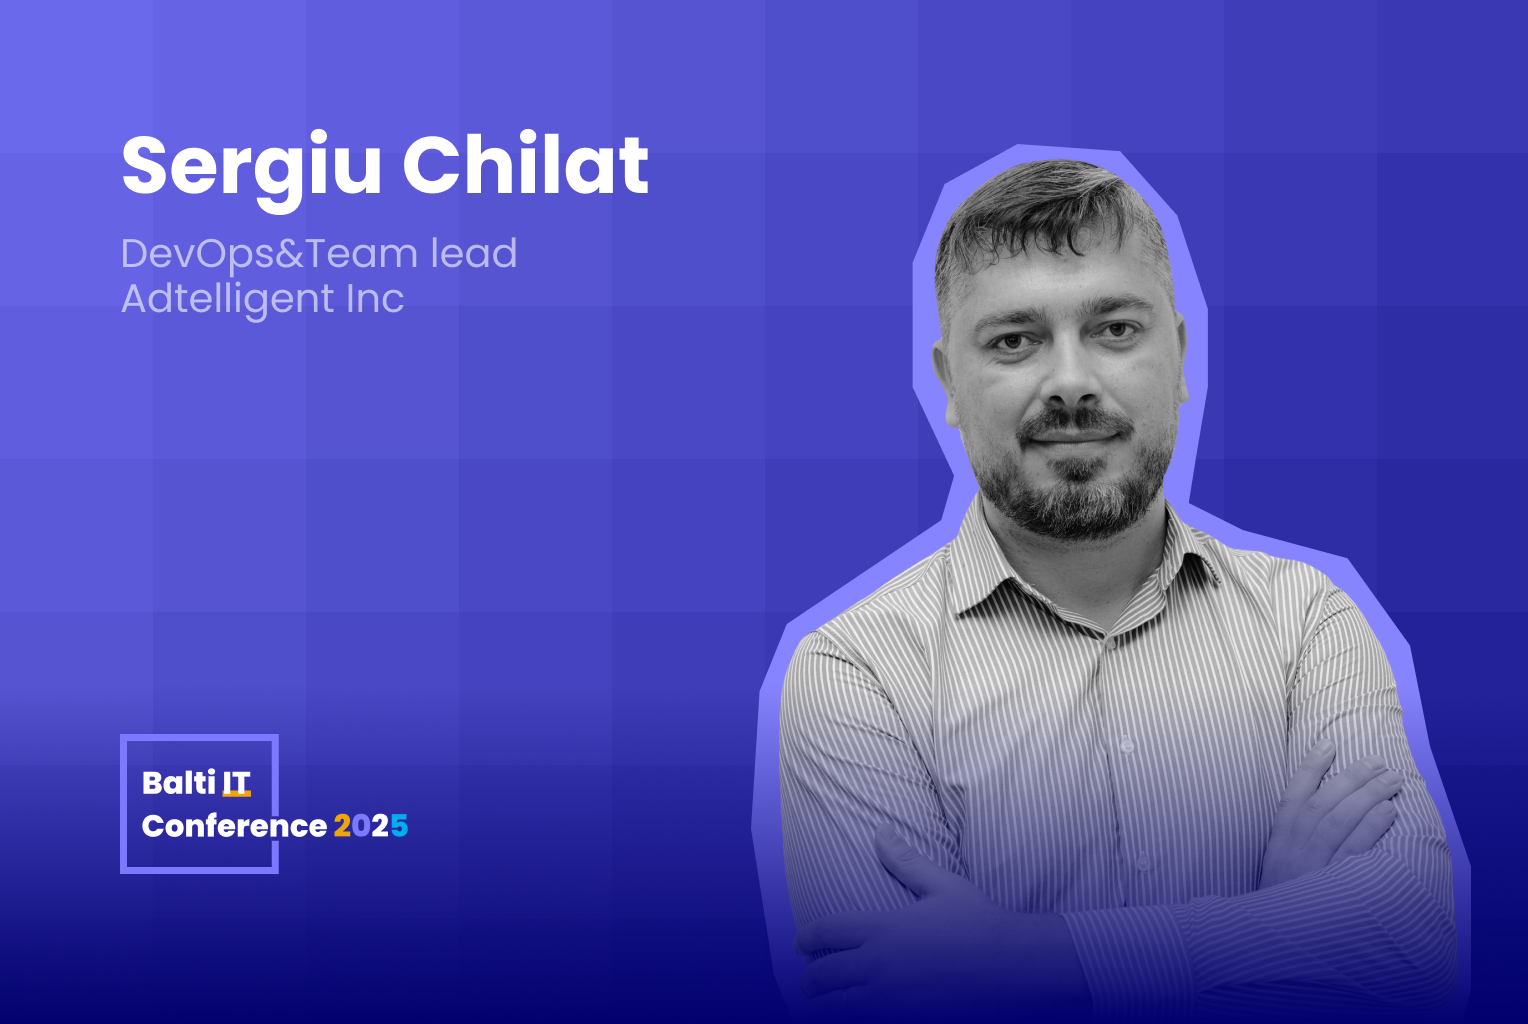 Sergiu Chilat
DevOps&Team lead
Adtelligent Inc
Balti IT
Conference 2025